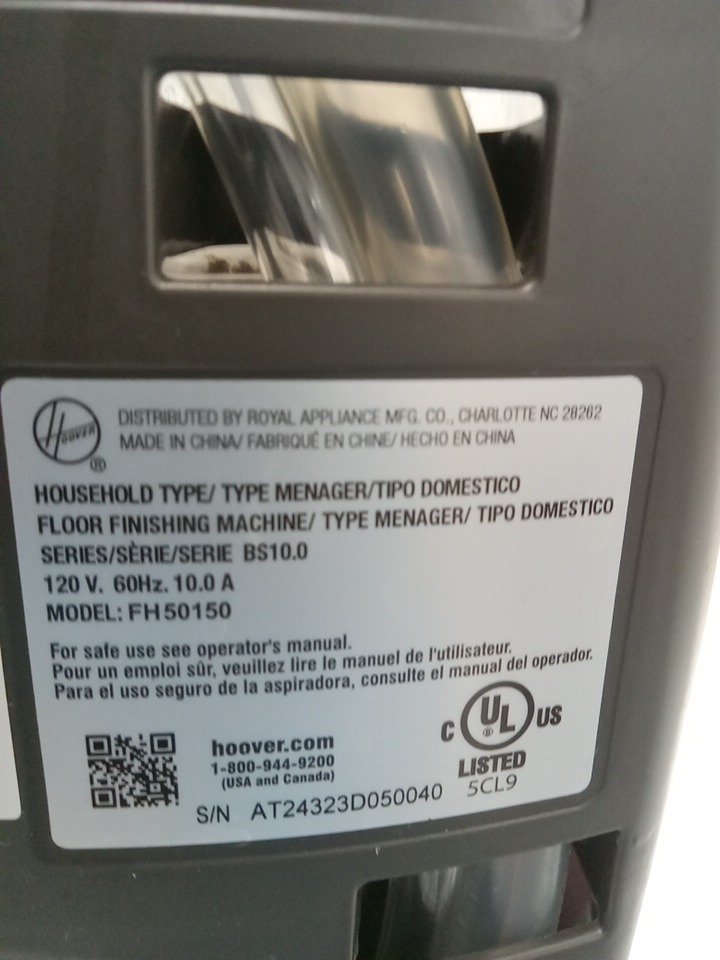 HOOVER
®
DISTRIBUTED BY ROYAL APPLIANCE MFG. CO., CHARLOTTE NC 28262
MADE IN CHINA/ FABRIQUÉ EN CHINE/ HECHO EN CHINA
HOUSEHOLD TYPE/ TYPE MENAGER/TIPO DOMESTICO
FLOOR FINISHING MACHINE/ TYPE MENAGER/ TIPO DOMESTICO
SERIES/SÈRIE/SERIE BS10.0
120 V. 60Hz. 10.0 A
MODEL: FH50150
For safe use see operator's manual.
Pour un emploi sûr, veuillez lire le manuel de l'utilisateur.
Para el uso seguro de la aspiradora, consulte el manual del operador.
hoover.com
1-800-944-9200
(USA and Canada)
C UL US
®
LISTED
5CL9
S/N AT24323D050040